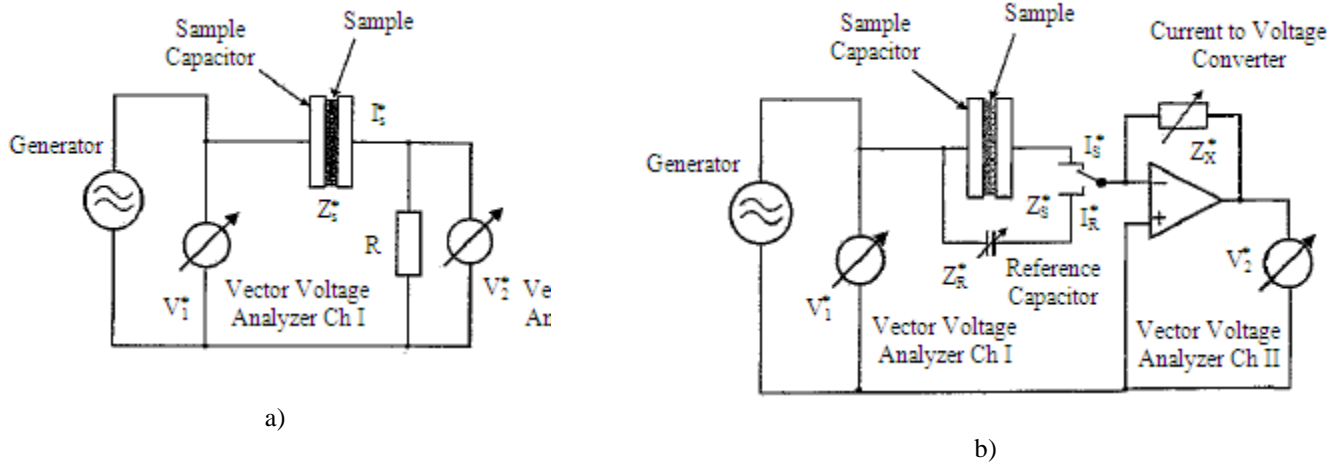 Sample
Sample
Capacitor
I*s
Generator
Z*s
R
V*1
Vector Voltage
Analyzer Ch I
V*2
Ve
An
a)
Sample
Sample
Capacitor
Current to Voltage
Converter
Generator
I*S
Z*X
Z*S
I*R
−
+
Z*R
Reference
Capacitor
V*1
V*2
Vector Voltage
Analyzer Ch I
Vector Voltage
Analyzer Ch II
b)